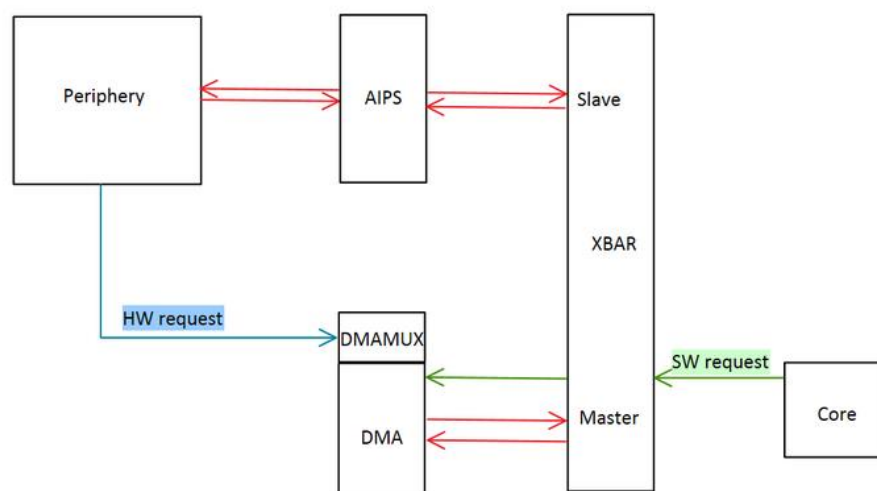 Periphery
AIPS
Slave
XBAR
HW request
DMAMUX
SW request
DMA
Master
Core